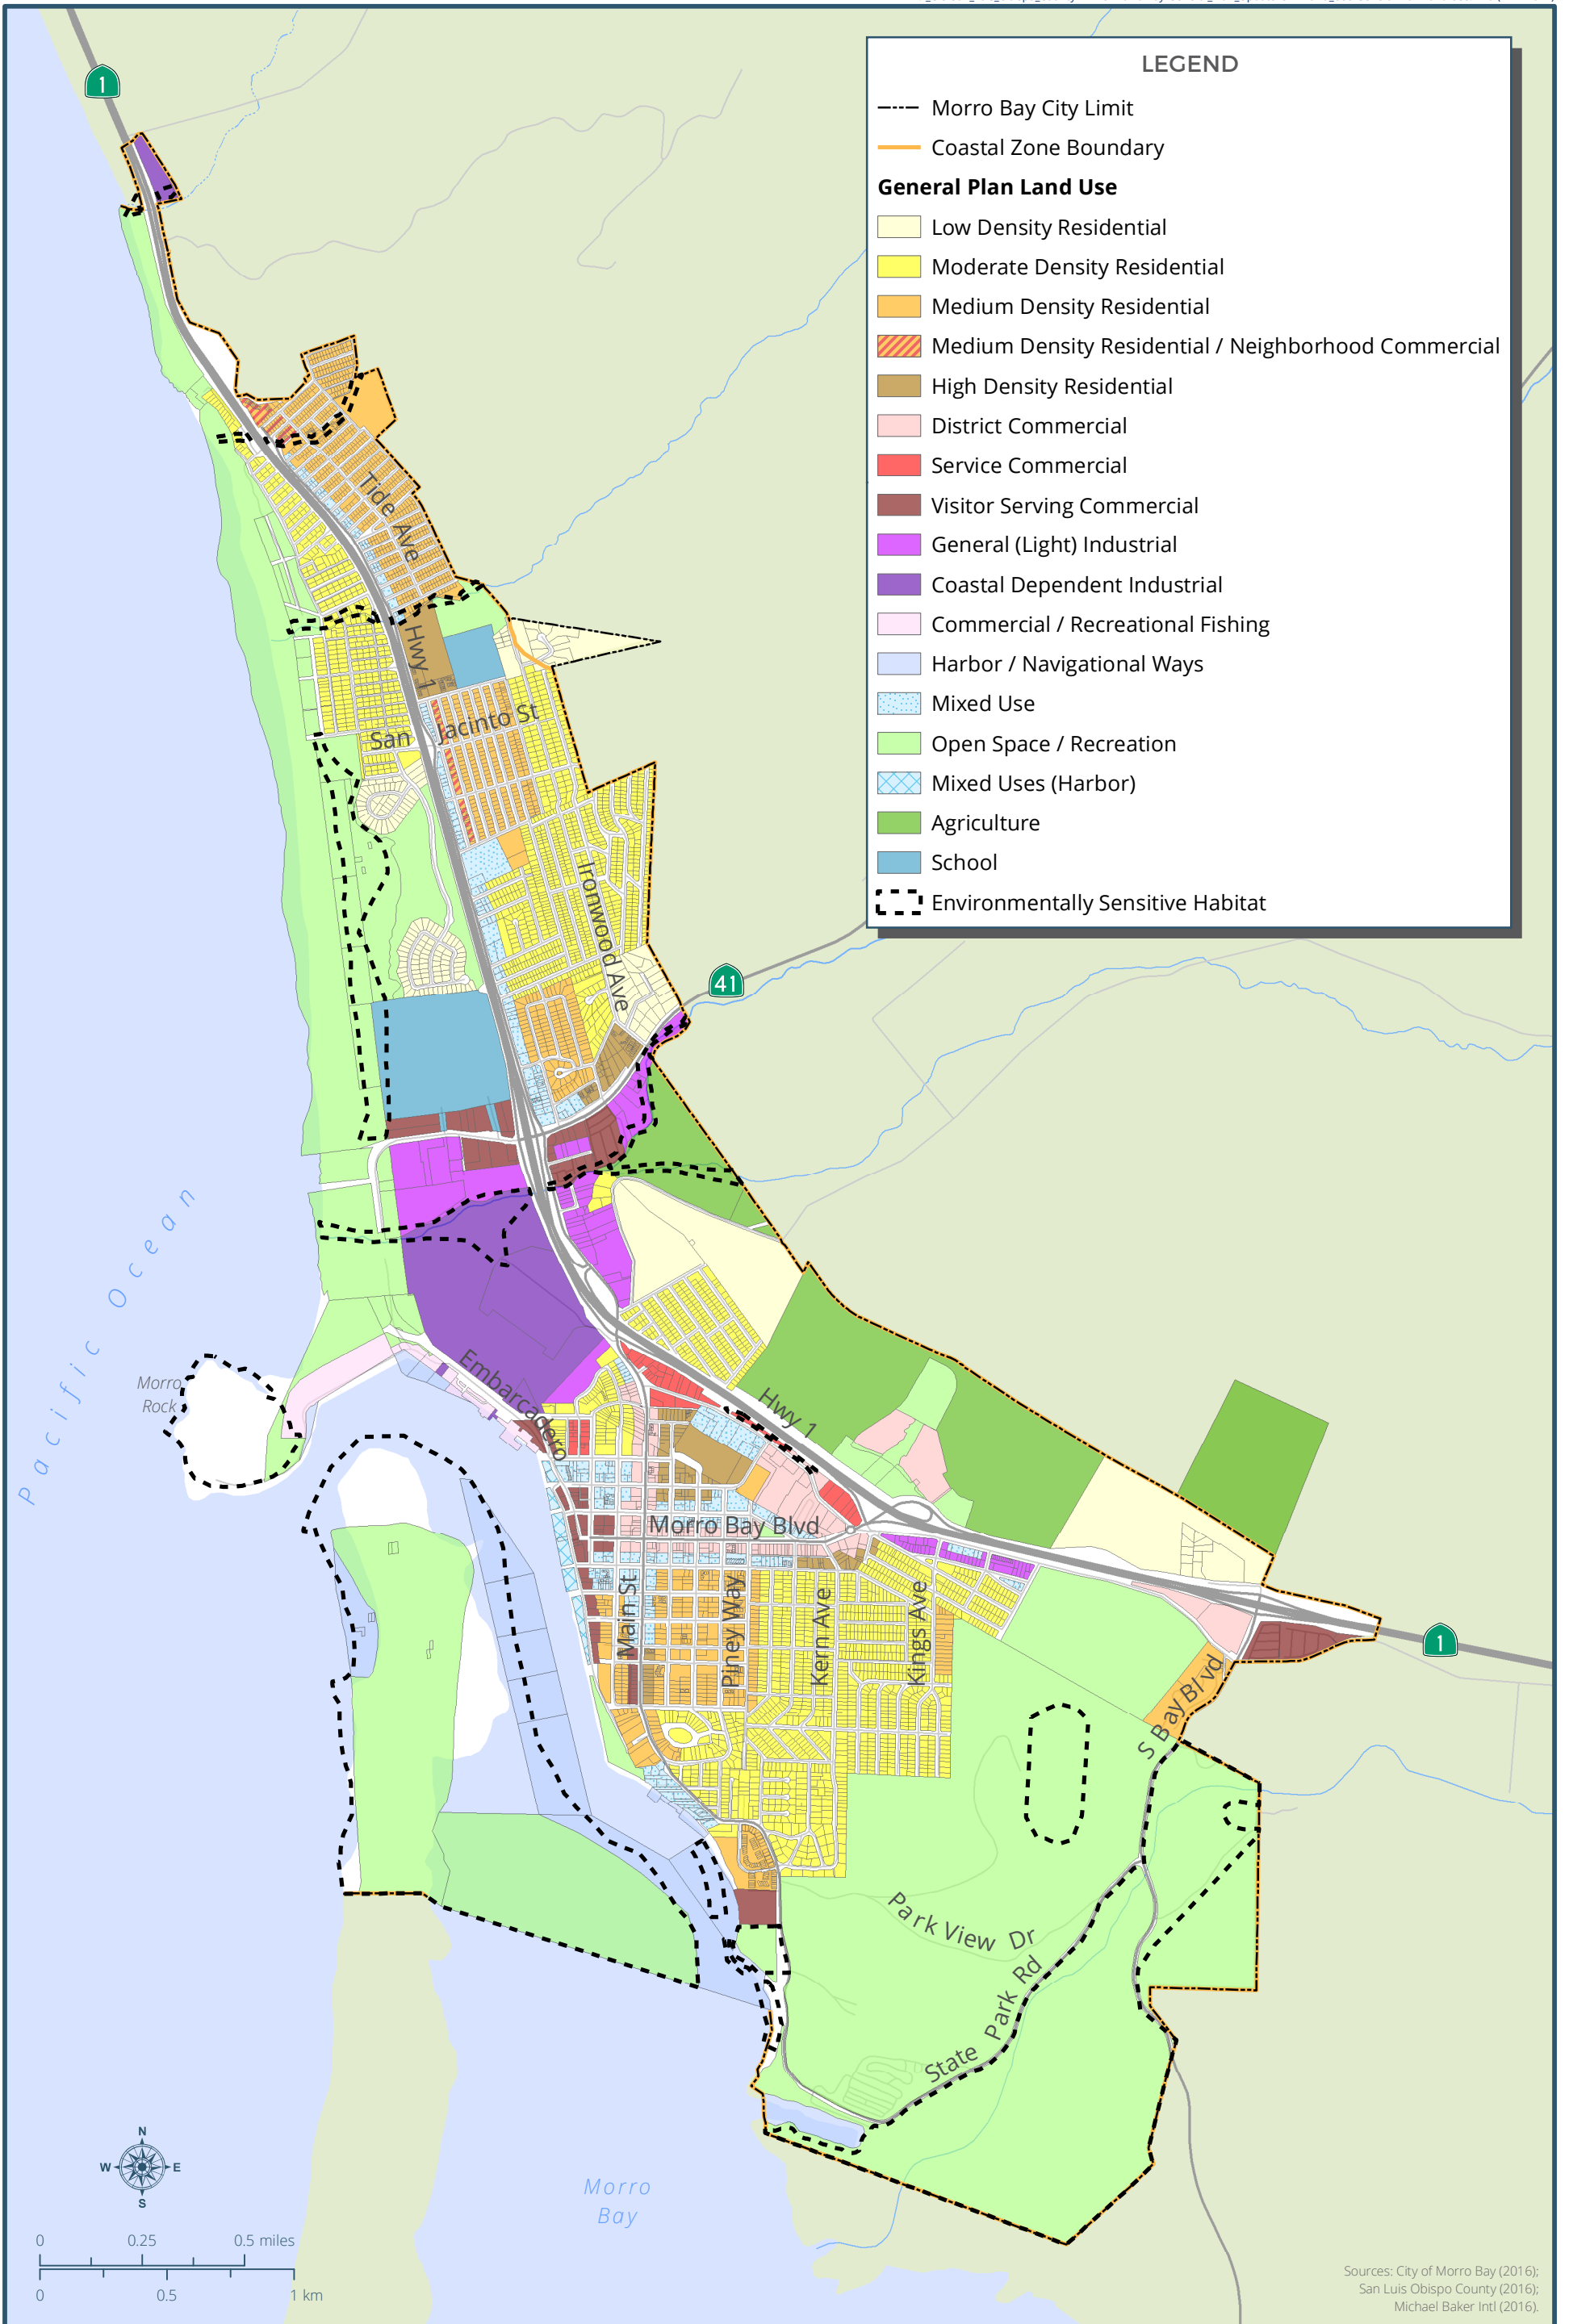 LEGEND
Morro Bay City Limit
Coastal Zone Boundary
General Plan Land Use
Low Density Residential
Moderate Density Residential
Medium Density Residential
Medium Density Residential / Neighborhood Commercial
High Density Residential
District Commercial
Service Commercial
Visitor Serving Commercial
General (Light) Industrial
Coastal Dependent Industrial
Commercial / Recreational Fishing
Harbor / Navigational Ways
Mixed Use
Open Space / Recreation
Mixed Uses (Harbor)
Agriculture
School
Environmentally Sensitive Habitat
1
Tide Ave
Hwy 1
San Jacinto St
Ironwood Ave
41
Pacific Ocean
Morro
Rock
Embarcadero
Hwy 1
Morro Bay Blvd
Main St
Piney Way
Kern Ave
Kings Ave
1
S Bay Blvd
Park View Dr
State Park Rd
Morro
Bay
N
W E
S
0 0.25 0.5 miles
0 0.5 1 km
Sources: City of Morro Bay (2016);
San Luis Obispo County (2016);
Michael Baker Intl (2016).